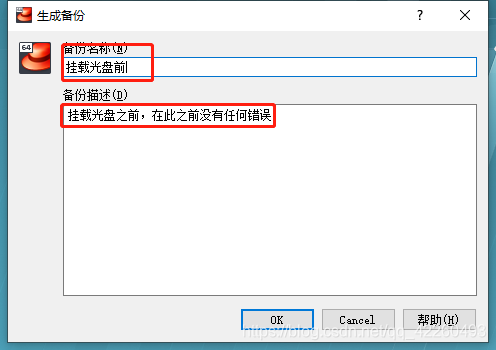 64 生成备份
? ×
64
备份名称(N)
挂载光盘前
备份描述(D)
挂载光盘之前，在此之前没有任何错误
OK Cancel 帮助(H)
https://blog.csdn.net/qq_42260493